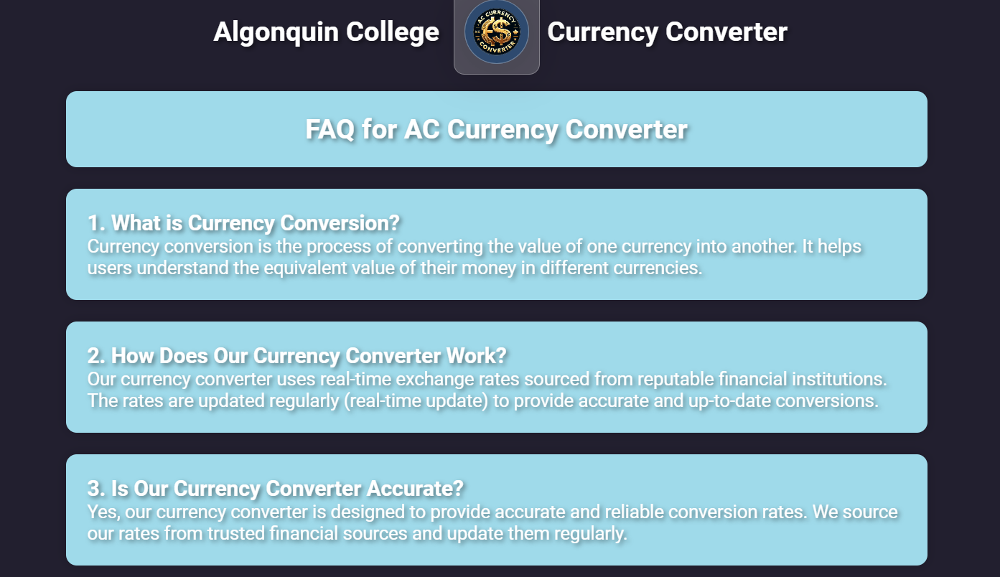 Algonquin College
AC CURRENCY
CONVERTER
Currency Converter
FAQ for AC Currency Converter
1. What is Currency Conversion?
Currency conversion is the process of converting the value of one currency into another. It helps
users understand the equivalent value of their money in different currencies.
2. How Does Our Currency Converter Work?
Our currency converter uses real-time exchange rates sourced from reputable financial institutions.
The rates are updated regularly (real-time update) to provide accurate and up-to-date conversions.
3. Is Our Currency Converter Accurate?
Yes, our currency converter is designed to provide accurate and reliable conversion rates. We source
our rates from trusted financial sources and update them regularly.